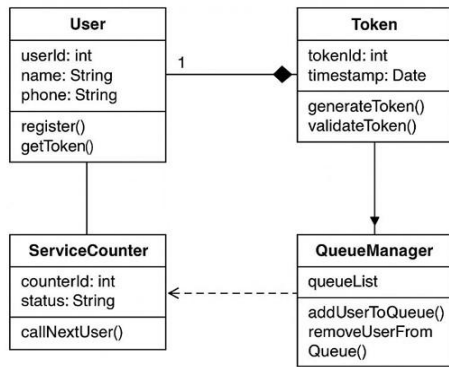 User
userId: int
name: String
phone: String
register()
getToken()
1
Token
tokenId: int
timestamp: Date
generateToken()
validateToken()
ServiceCounter
counterId: int
status: String
callNextUser()
QueueManager
queueList
addUserToQueue()
removeUserFrom
Queue()